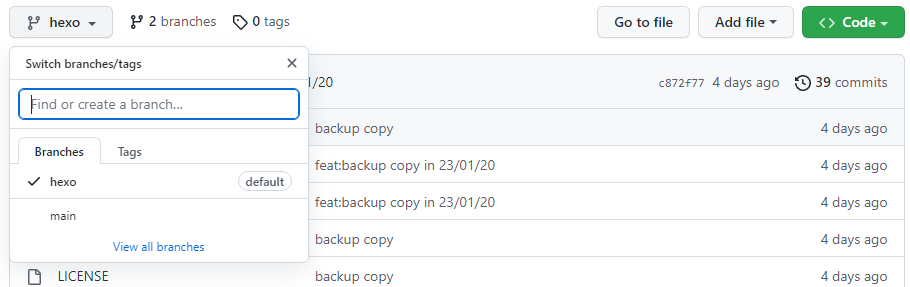 hexo 2 branches 0 tags Go to file Add file Code
Switch branches/tags
/20 c872f77 4 days ago 39 commits
Find or create a branch...
backup copy 4 days ago
Branches Tags
feat:backup copy in 23/01/20 4 days ago
hexo default
feat:backup copy in 23/01/20 4 days ago
main
backup copy 4 days ago
View all branches
LICENSE backup copy 4 days ago